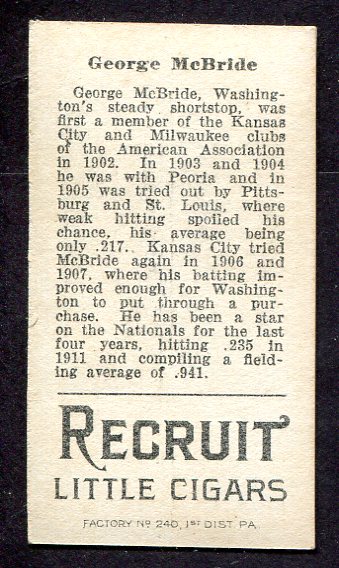 George McBride
George McBride, Washing-
ton's steady shortstop, was
first a member of the Kansas
City and Milwaukee clubs
of the American Association
in 1902. In 1903 and 1904
he was with Peoria and in
1905 was tried out by Pitts-
burg and St. Louis, where
weak hitting spoiled his
chance, his average being
only .217. Kansas City tried
McBride again in 1906 and
1907, where his batting im-
proved enough for Washing-
ton to put through a pur-
chase. He has been a star
on the Nationals for the last
four years, hitting .235 in
1911 and compiling a field-
ing average of .941.
RECRUIT
LITTLE CIGARS
FACTORY No 240, 1ST DIST. PA.